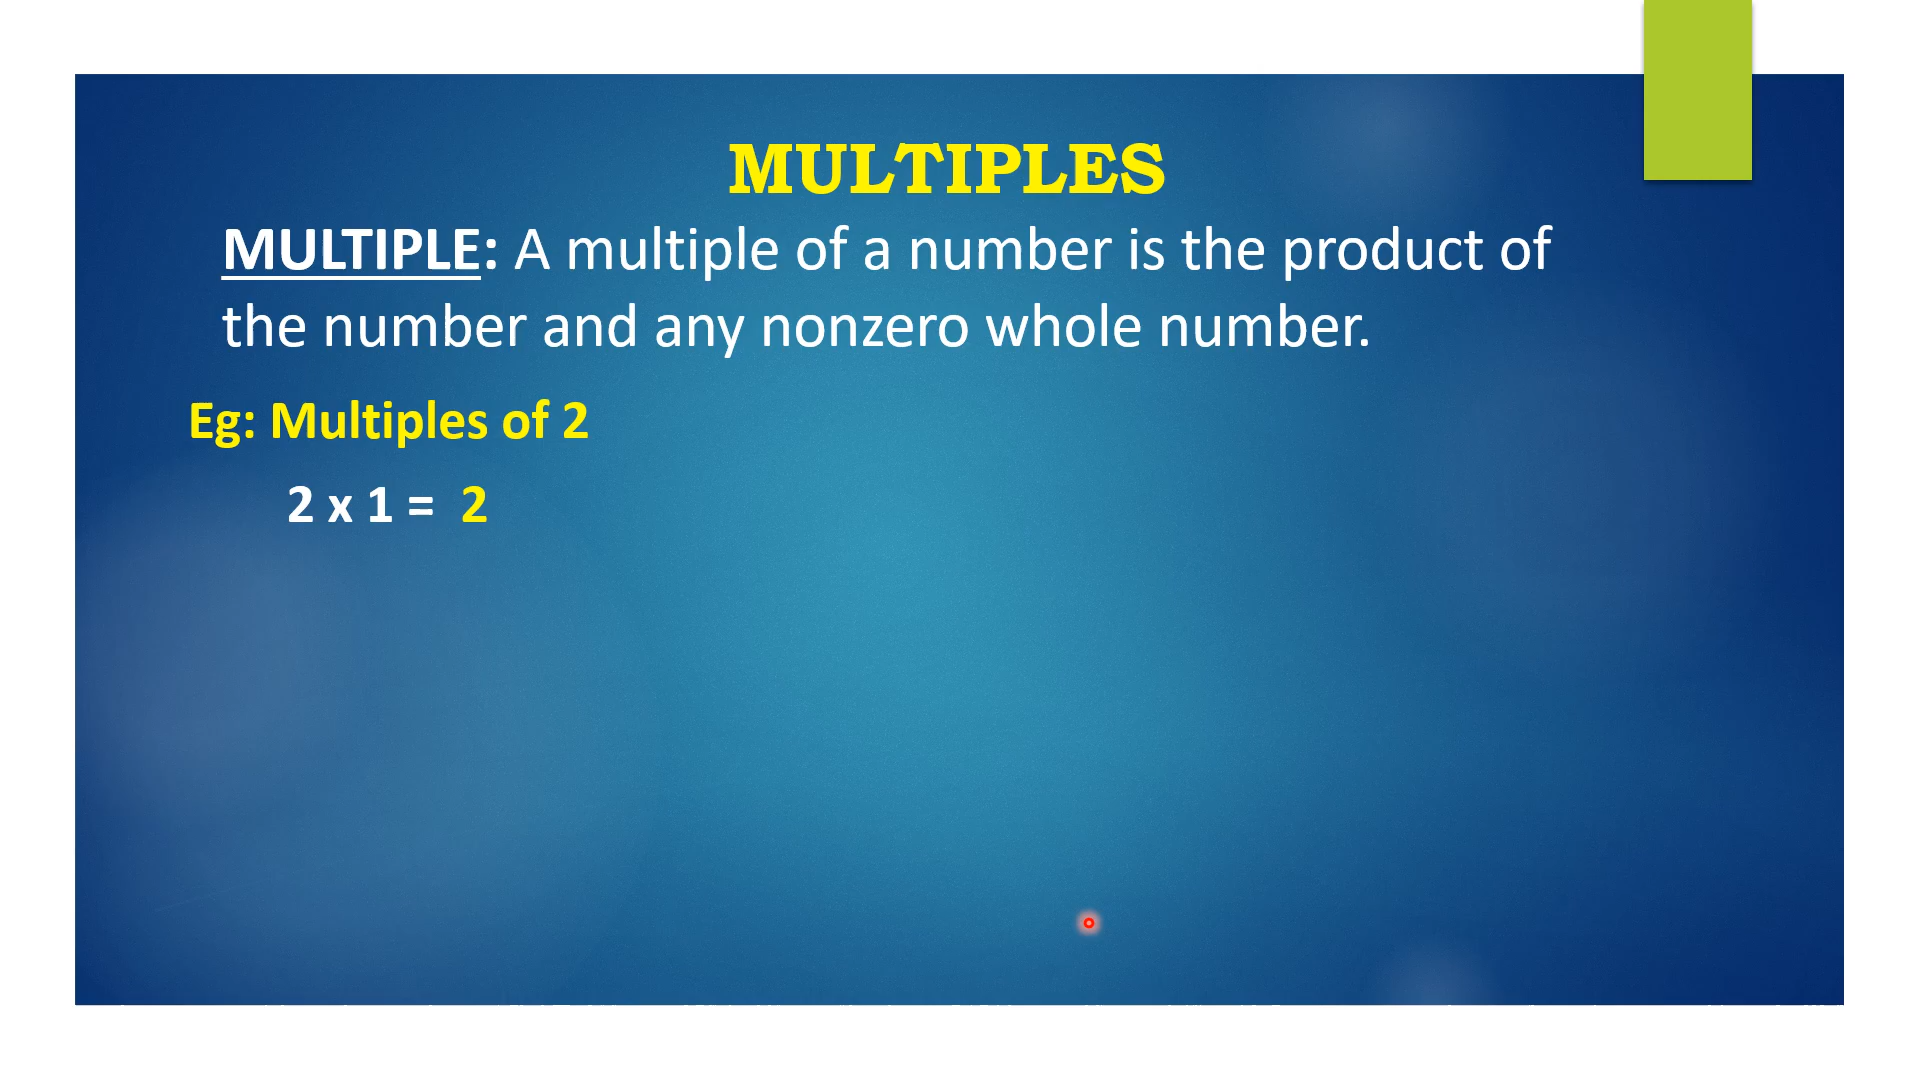 MULTIPLES
MULTIPLE: A multiple of a number is the product of
the number and any nonzero whole number.
Eg: Multiples of 2
2 x 1 = 2